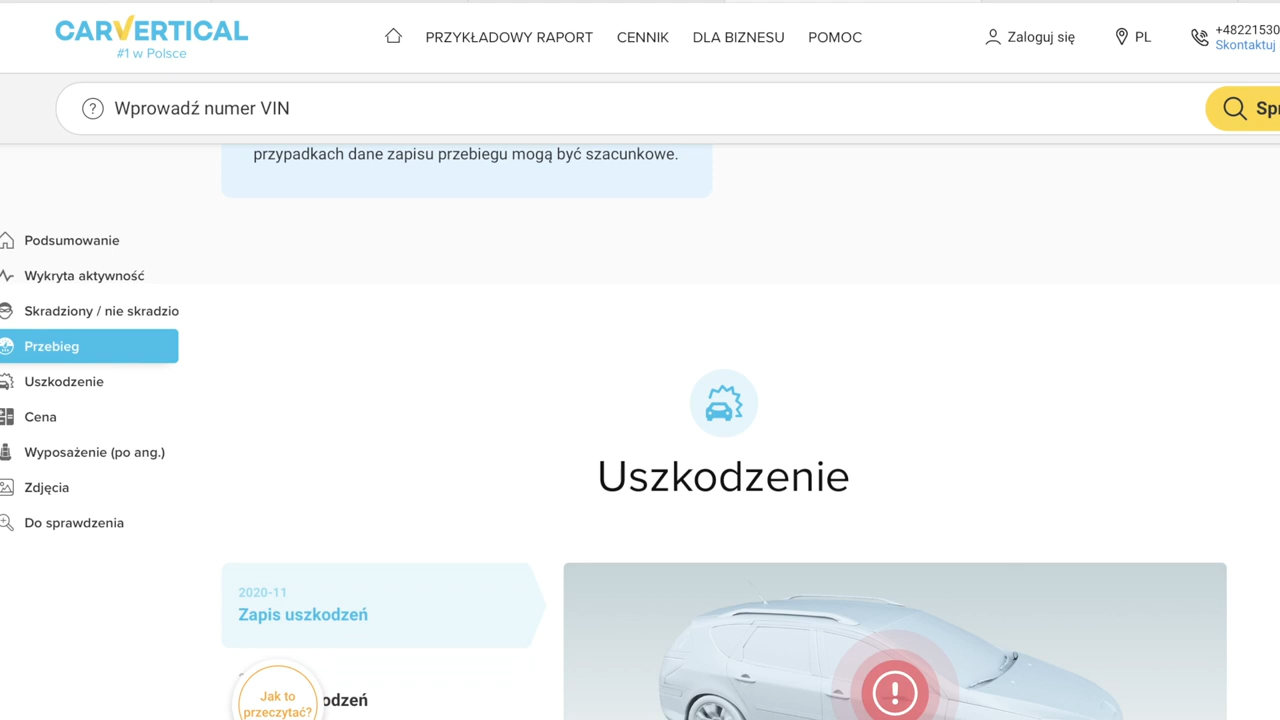 CARVERTICAL
#1 w Polsce
PRZYKŁADOWY RAPORT
CENNIK
DLA BIZNESU
POMOC
Zaloguj się
PL
+48221530
Skontaktuj
? Wprowadź numer VIN
Spr
przypadkach dane zapisu przebiegu mogą być szacunkowe.
Podsumowanie
Wykryta aktywność
Skradziony / nie skradzio
Przebieg
Uszkodzenie
Cena
Wyposażenie (po ang.)
Zdjęcia
Do sprawdzenia
Uszkodzenie
2020-11
Zapis uszkodzeń
odzeń
Jak to
przeczytać?